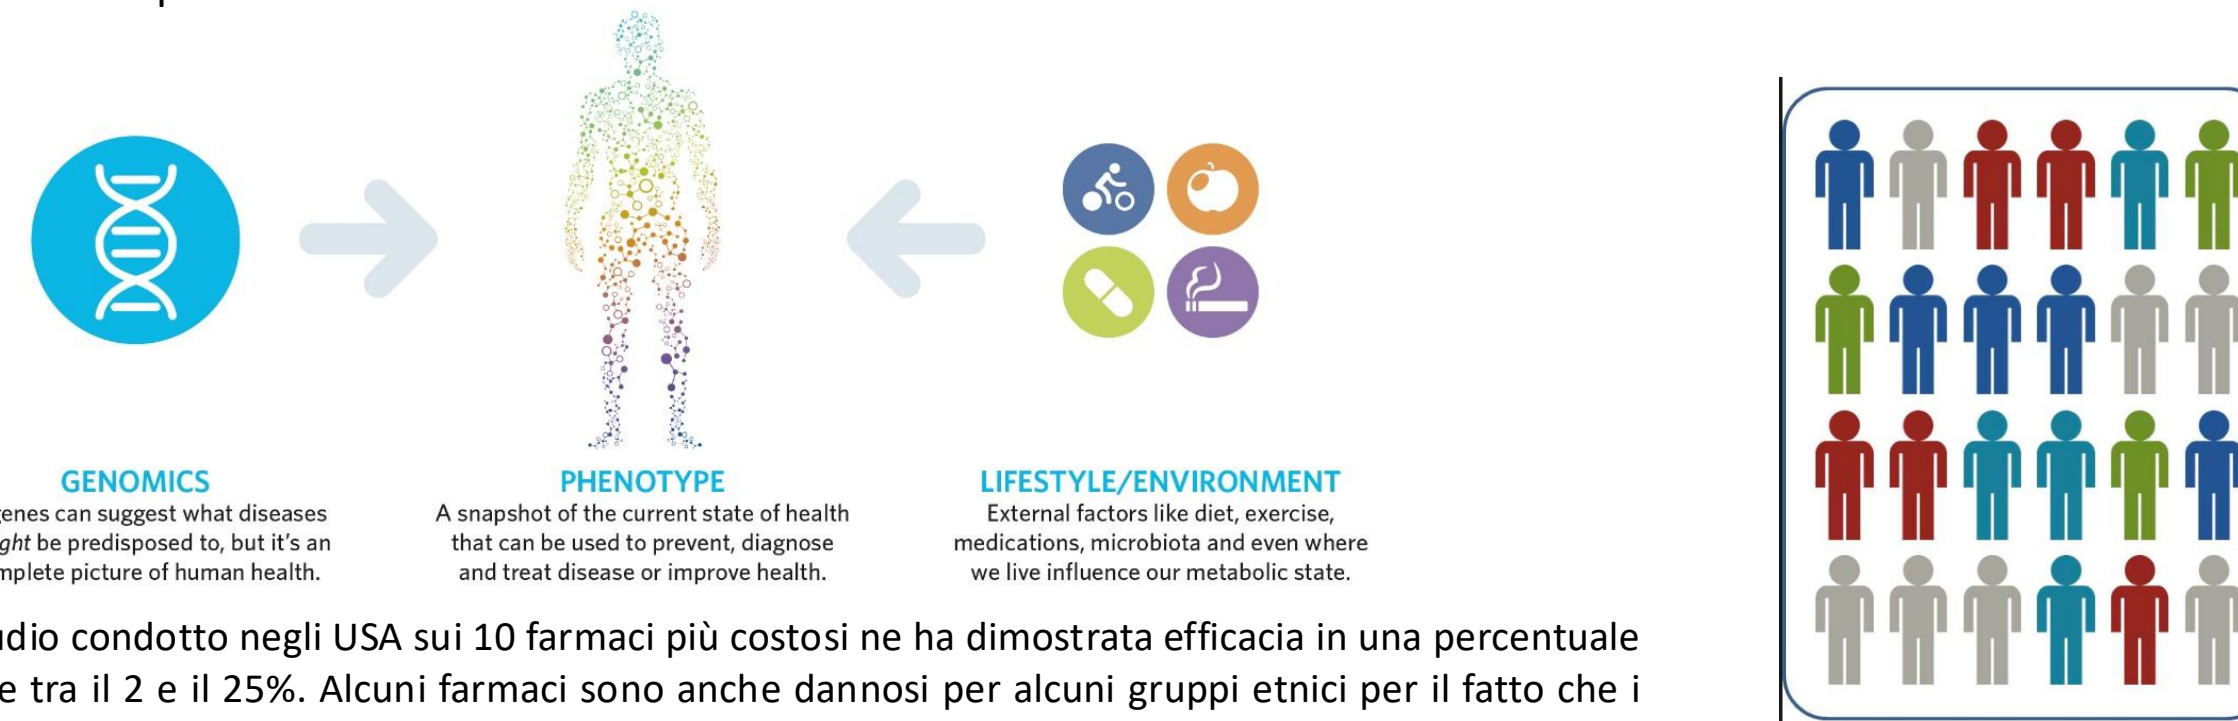 GENOMICS
genes can suggest what diseases
ght be predisposed to, but it's an
mplete picture of human health.
PHENOTYPE
A snapshot of the current state of health
that can be used to prevent, diagnose
and treat disease or improve health.
LIFESTYLE/ENVIRONMENT
External factors like diet, exercise,
medications, microbiota and even where
we live influence our metabolic state.
udio condotto negli USA sui 10 farmaci più costosi ne ha dimostrata efficacia in una percentuale
e tra il 2 e il 25%. Alcuni farmaci sono anche dannosi per alcuni gruppi etnici per il fatto che i